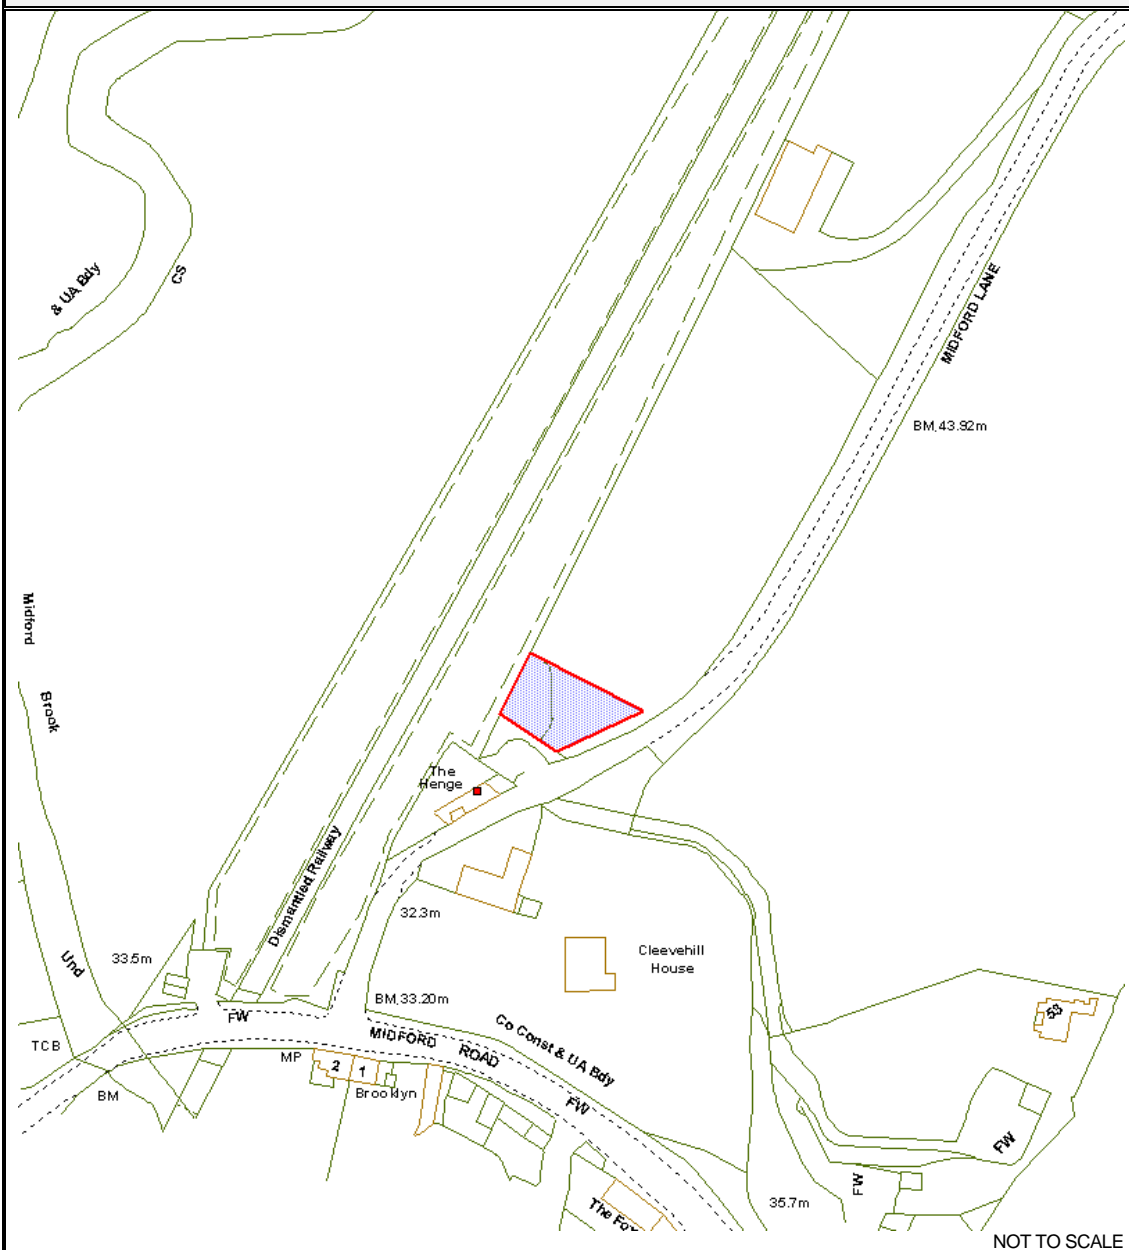 & UA Bdy
CS
MIDFORD LANE
BM 43.92m
Midford
Brook
The
Henge
Dismantled Railway
32.3m
Cleevehill
House
33.5m
Und
BM 33.20m
FW
53
TCB
MP
MIDFORD ROAD
Co Const & UA Bdy
2
1
Brooklyn
BM
FW
FW
FW
35.7m
The Fox
NOT TO SCALE